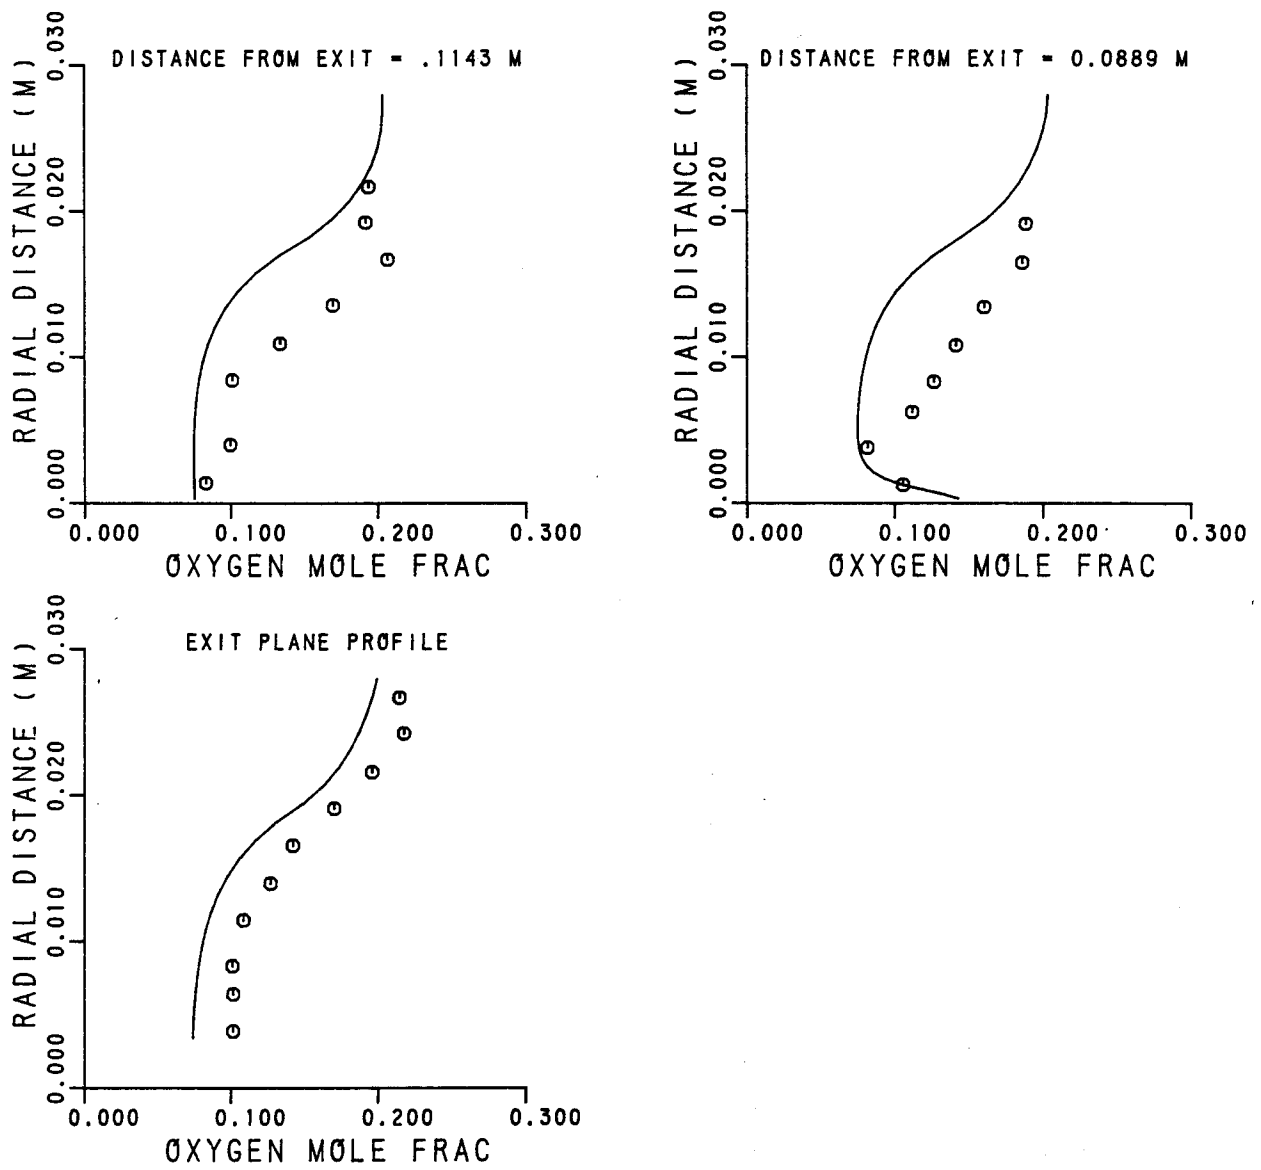 DISTANCE FROM EXIT = .1143 M
RADIAL DISTANCE (M)
0.030
0.020
0.010
0.000
0.000 0.100 0.200 0.300
OXYGEN MOLE FRAC
DISTANCE FROM EXIT = 0.0889 M
RADIAL DISTANCE (M)
0.030
0.020
0.010
0.000
0.000 0.100 0.200 0.300
OXYGEN MOLE FRAC
EXIT PLANE PROFILE
RADIAL DISTANCE (M)
0.030
0.020
0.010
0.000
0.000 0.100 0.200 0.300
OXYGEN MOLE FRAC